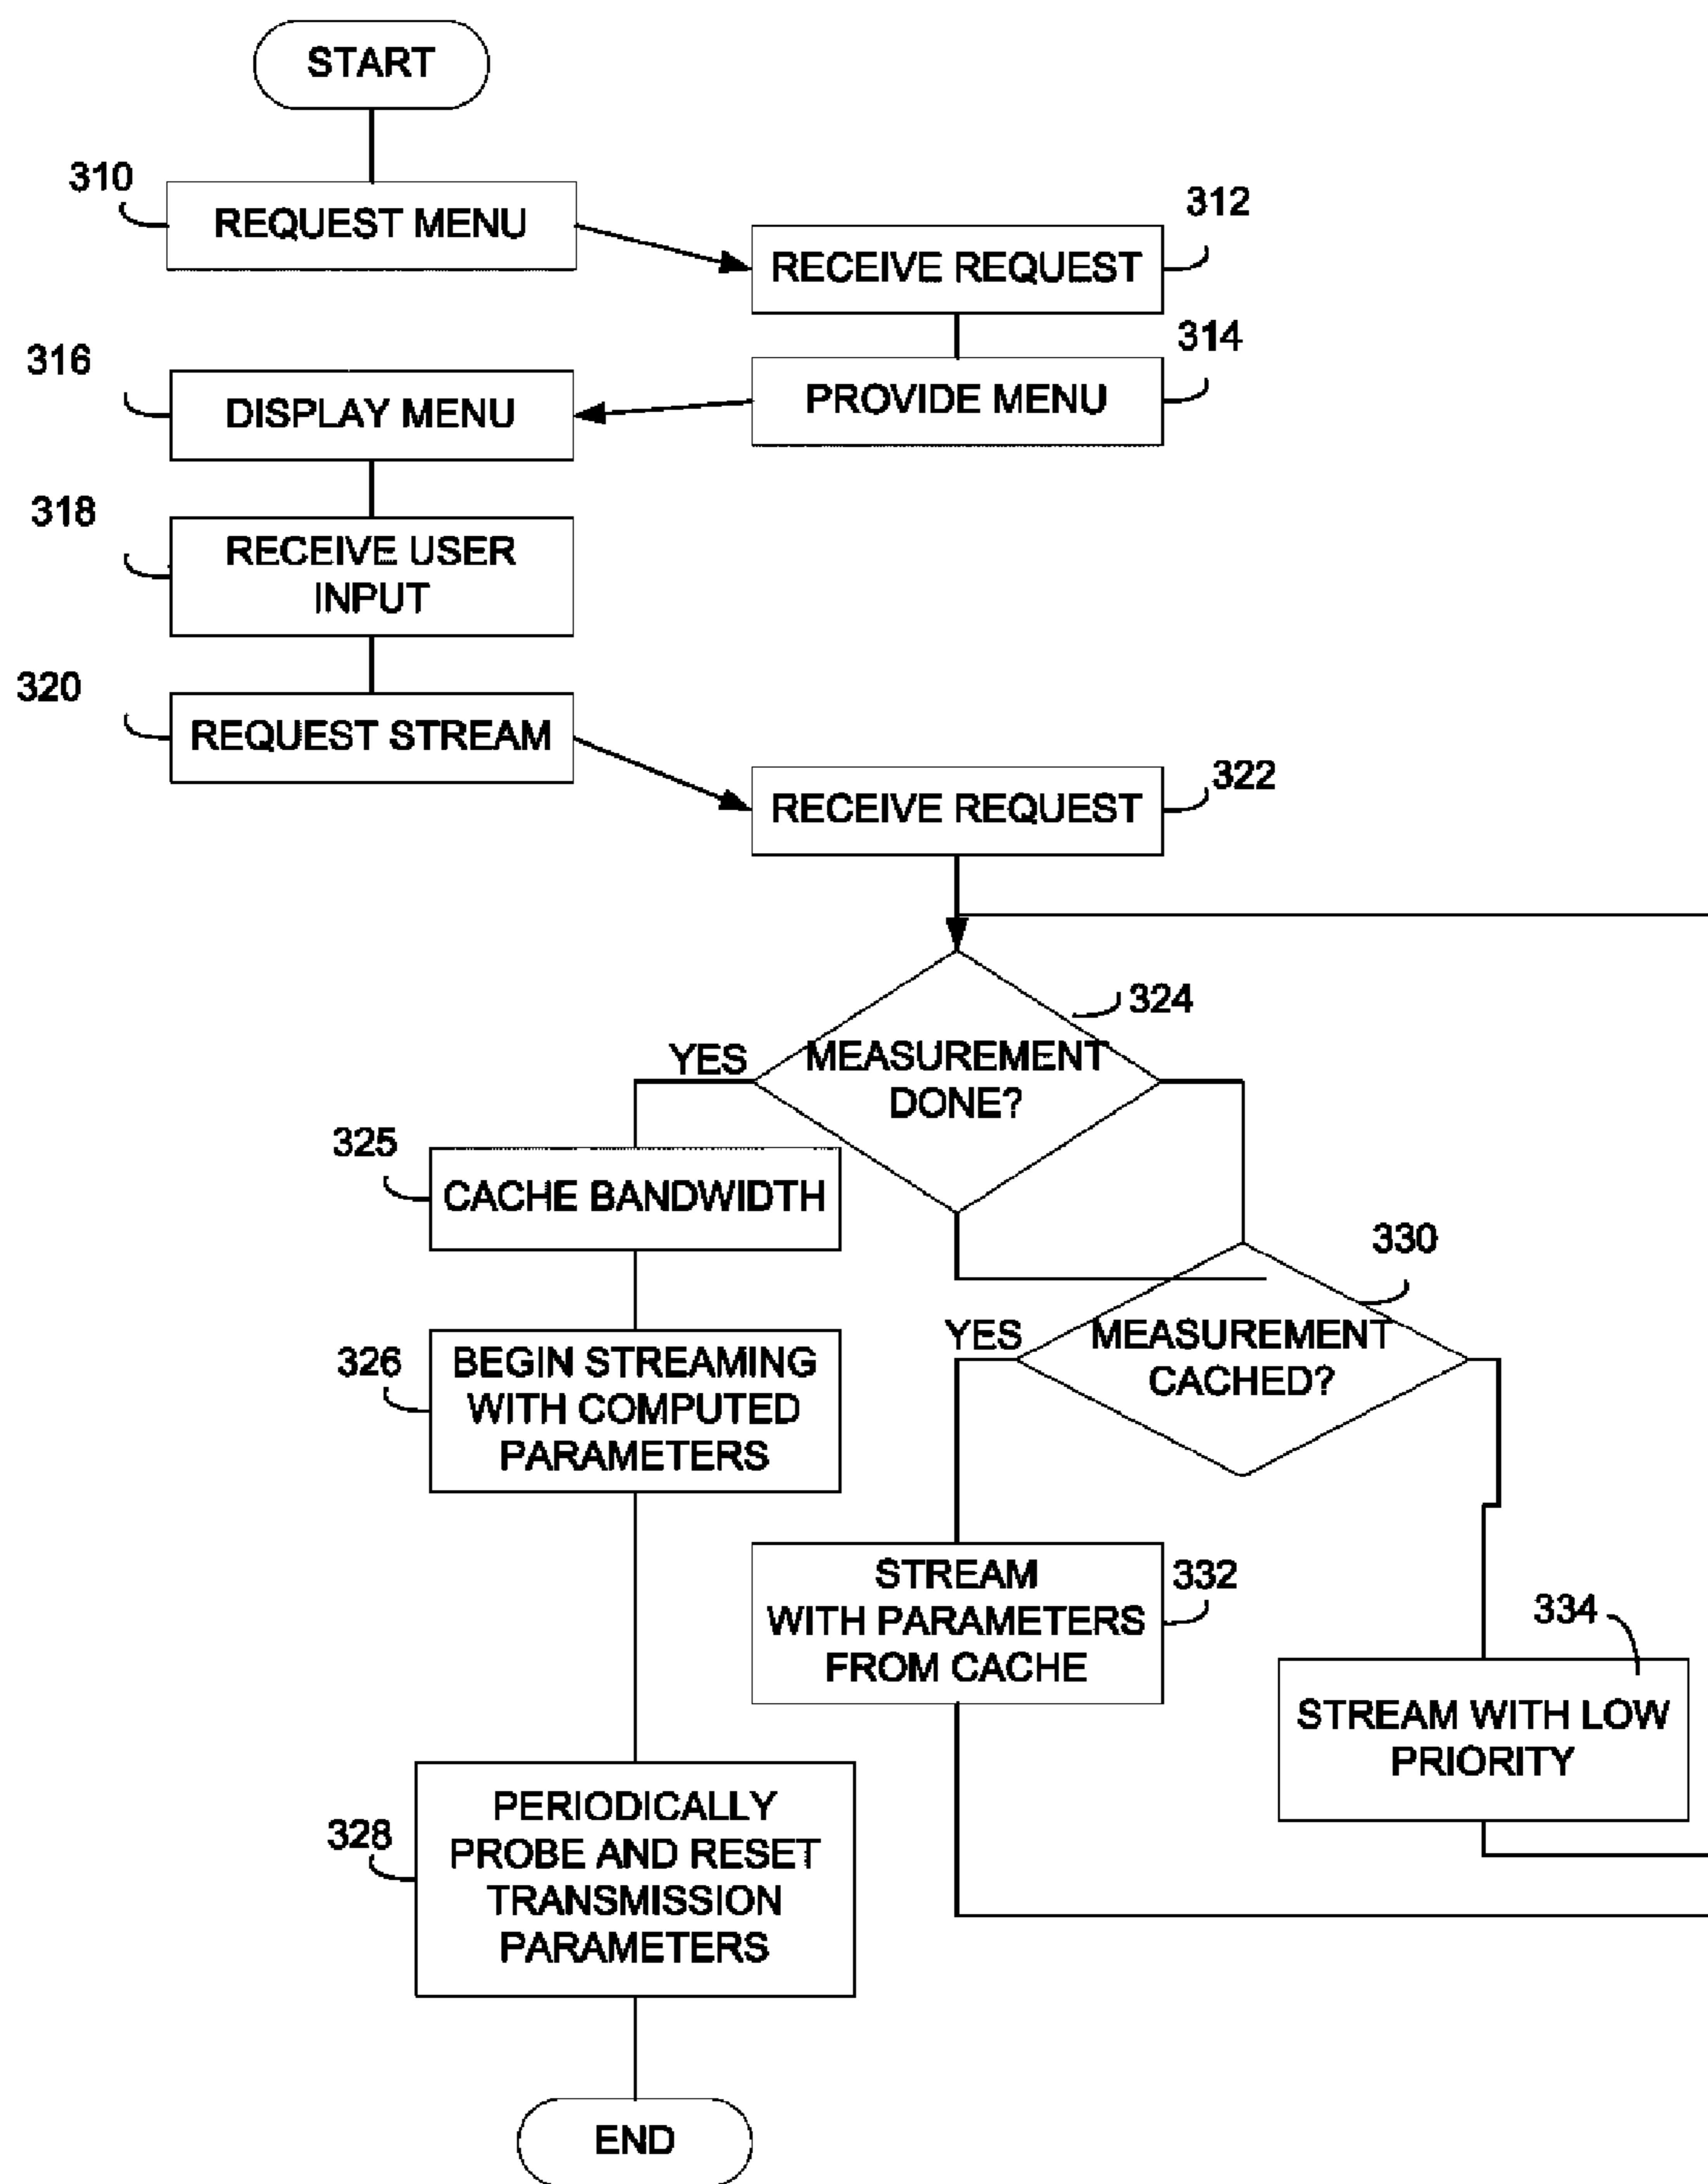 START
310
REQUEST MENU
312
RECEIVE REQUEST
314
PROVIDE MENU
316
DISPLAY MENU
318
RECEIVE USER
INPUT
320
REQUEST STREAM
322
RECEIVE REQUEST
324
MEASUREMENT
DONE?
YES
325
CACHE BANDWIDTH
330
MEASUREMENT
CACHED?
YES
326
BEGIN STREAMING
WITH COMPUTED
PARAMETERS
332
STREAM
WITH PARAMETERS
FROM CACHE
334
STREAM WITH LOW
PRIORITY
328
PERIODICALLY
PROBE AND RESET
TRANSMISSION
PARAMETERS
END